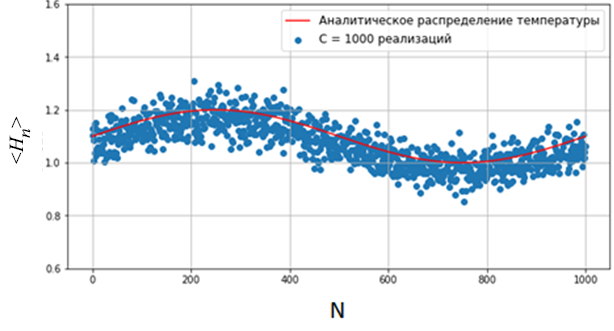 1.6
Аналитическое распределение температуры
C = 1000 реализаций
1.4
1.2
<Hn>
1.0
0.8
0.6
0 200 400 600 800 1000
N